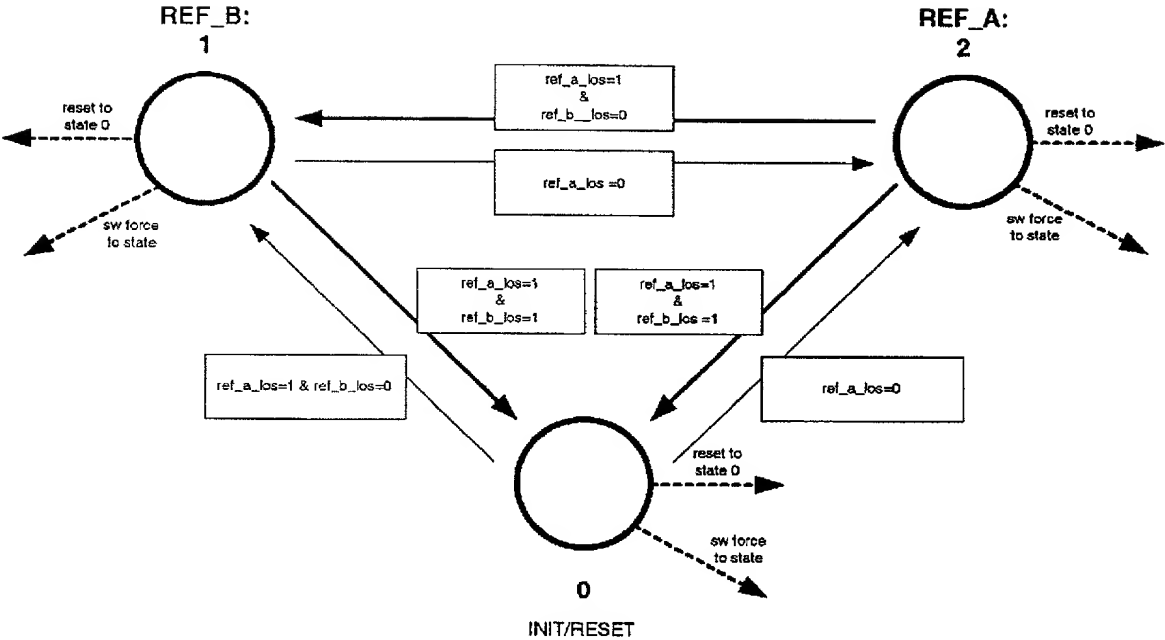 REF_B:
1
REF_A:
2
ref_a_los=1
&
ref_b__los=0
reset to
state 0
reset to
state 0
ref_a_los =0
sw force
to state
sw force
to state
ref_a_los=1
&
ref_b_los=1
ref_a_los=1
&
ref_b_los =1
ref_a_los=1 & ref_b_los=0
ref_a_los=0
reset to
state 0
sw force
to state
0
INIT/RESET